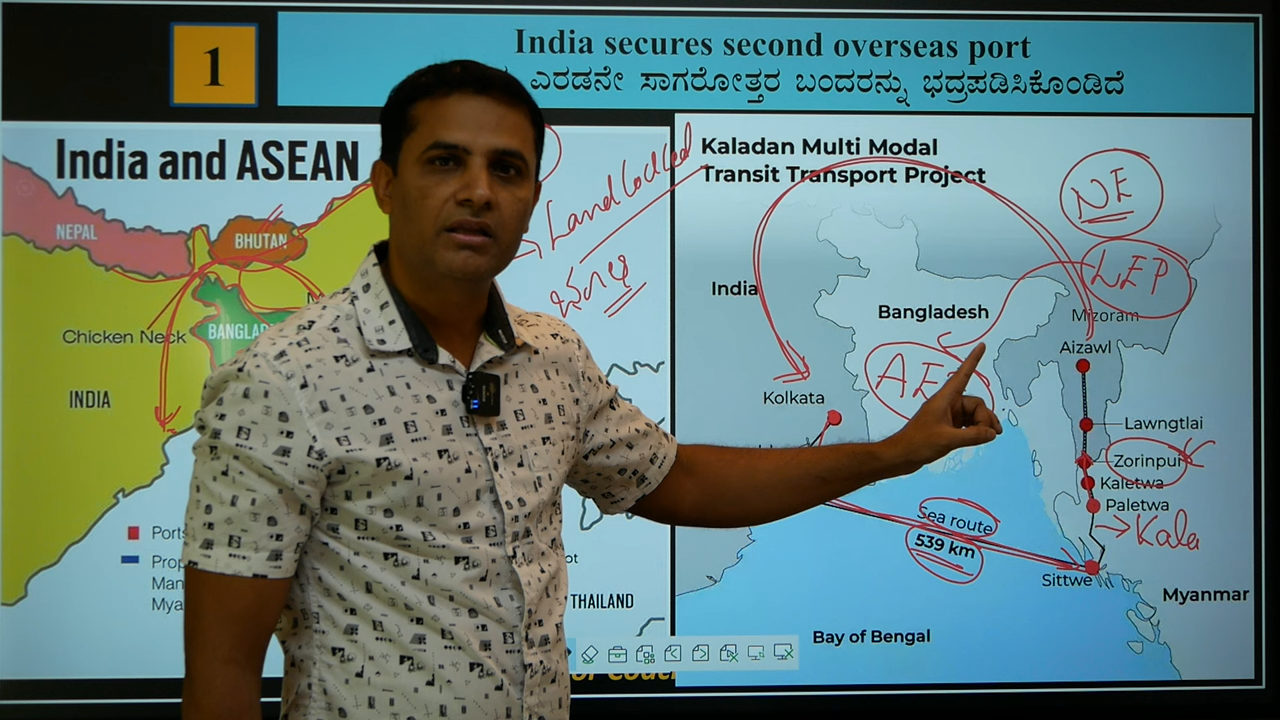 1
India secures second overseas port
ಎರಡನೇ ಸಾಗರೋತ್ತರ ಬಂದರನ್ನು ಭದ್ರಪಡಿಸಿಕೊಂಡಿದೆ
India and ASEAN
NEPAL
BHUTAN
Chicken Neck
INDIA
Ports
Mya
THAILAND
Landlocked
Kaladan Multi Modal
Transit Transport Project
NE
LEP
India
Bangladesh
Mizoram
Aizawl
AEP
Kolkata
Lawngtlai
Zorinpui
Kaletwa
Paletwa
Kala
Sea route
539 km
Sittwe
Myanmar
Bay of Bengal